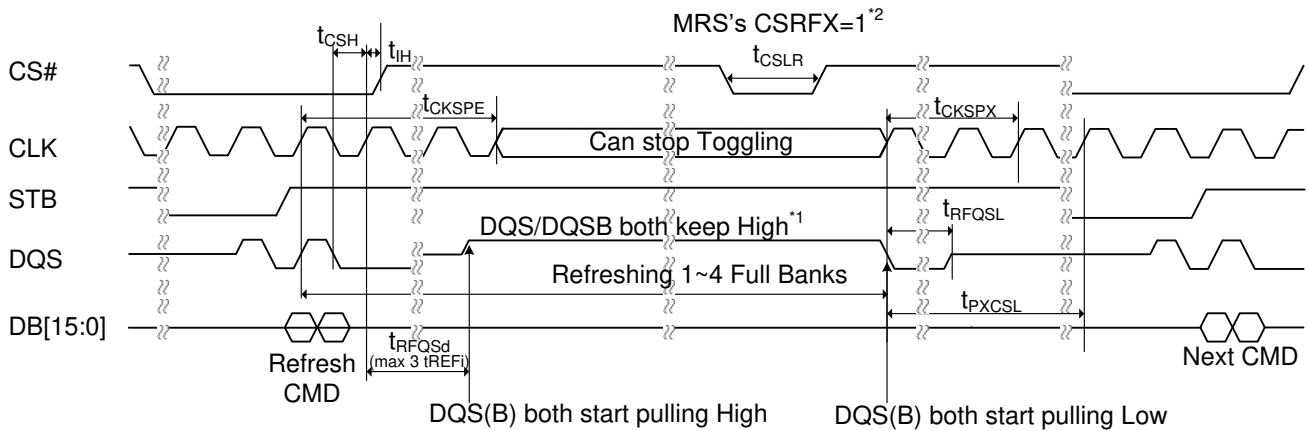 MRS's CSRFX=1*2
tCSH
tIH
tCSLR
CS#
tCKSPE
tCKSPX
CLK
Can stop Toggling
STB
tRFQSL
DQS/DQSB both keep High*1
DQS
Refreshing 1~4 Full Banks
tPXCSL
DB[15:0]
tRFQSd
(max 3 tREFi)
Refresh
CMD
Next CMD
DQS(B) both start pulling High
DQS(B) both start pulling Low